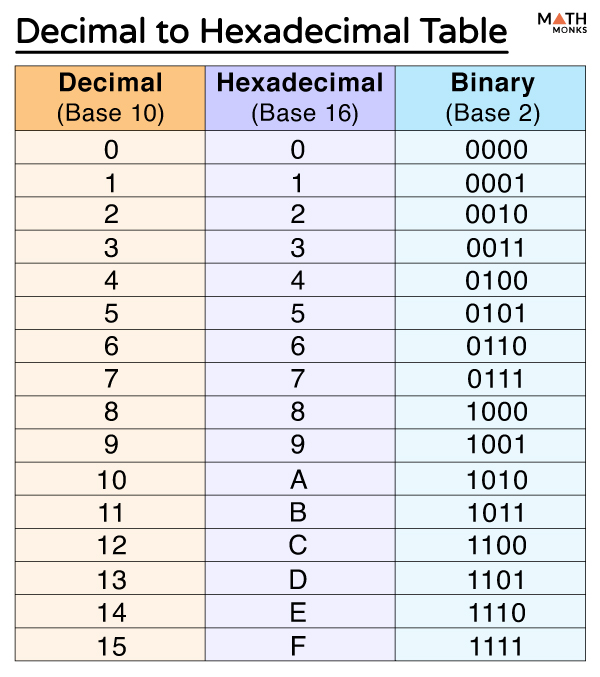 Decimal to Hexadecimal Table
MATH
MONKS
Decimal Hexadecimal Binary
(Base 10) (Base 16) (Base 2)
0 0 0000
1 1 0001
2 2 0010
3 3 0011
4 4 0100
5 5 0101
6 6 0110
7 7 0111
8 8 1000
9 9 1001
10 A 1010
11 B 1011
12 C 1100
13 D 1101
14 E 1110
15 F 1111